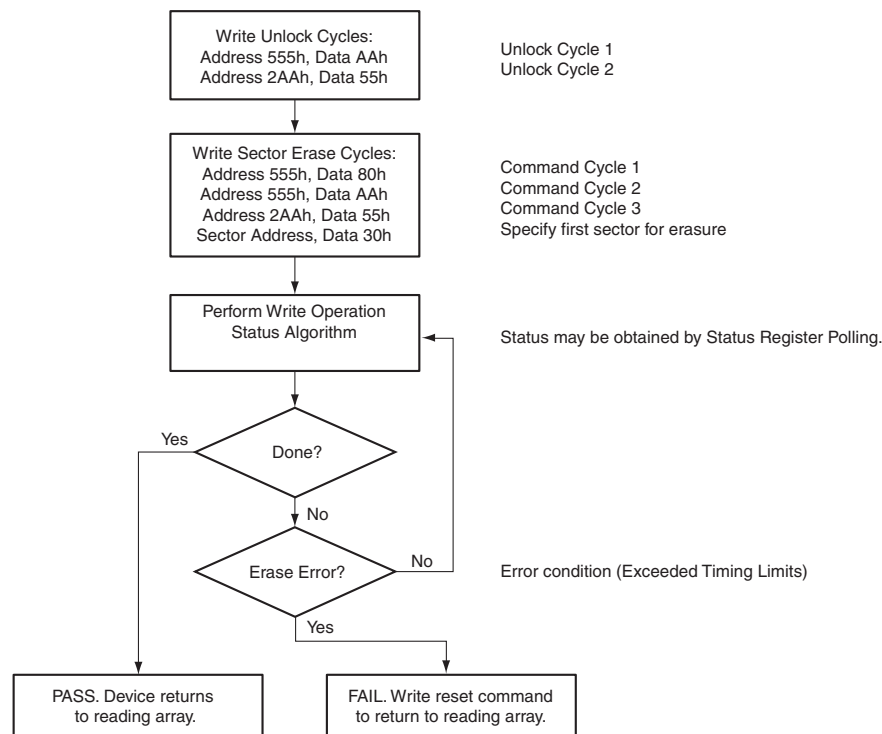 Write Unlock Cycles:
Address 555h, Data AAh
Address 2AAh, Data 55h
Unlock Cycle 1
Unlock Cycle 2
Write Sector Erase Cycles:
Address 555h, Data 80h
Address 555h, Data AAh
Address 2AAh, Data 55h
Sector Address, Data 30h
Command Cycle 1
Command Cycle 2
Command Cycle 3
Specify first sector for erasure
Perform Write Operation
Status Algorithm
Status may be obtained by Status Register Polling.
Yes
Done?
No
Erase Error?
No
Error condition (Exceeded Timing Limits)
Yes
PASS. Device returns
to reading array.
FAIL. Write reset command
to return to reading array.